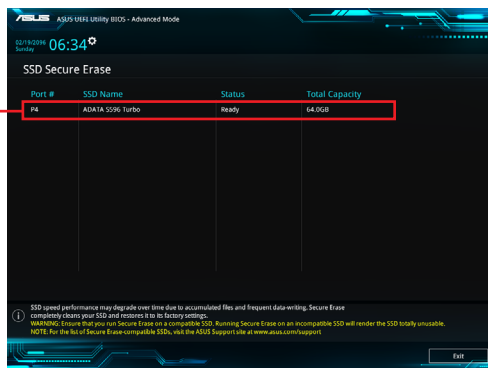 ASUS UEFI Utility BIOS - Advanced Mode
02/19/2096
Sunday
06:34
SSD Secure Erase
Port # SSD Name Status Total Capacity
P4 ADATA S596 Turbo Ready 64.0GB
SSD speed performance may degrade over time due to accumulated files and frequent data-writing. Secure Erase
completely cleans your SSD and restores it to its factory settings.
WARNING: Ensure that you run Secure Erase on a compatible SSD. Running Secure Erase on an incompatible SSD will render the SSD totally unusable.
NOTE: For the list of Secure Erase-compatible SSDs, visit the ASUS Support site at www.asus.com/support
Exit